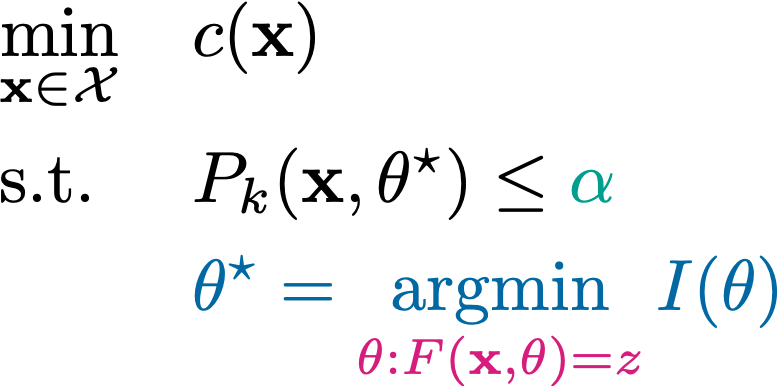 min c(𝐱)
𝐱∈𝒳
s.t. P_k(𝐱, θ⋆) ≤ α
θ⋆ = argmin I(θ)
θ:F(𝐱,θ)=z